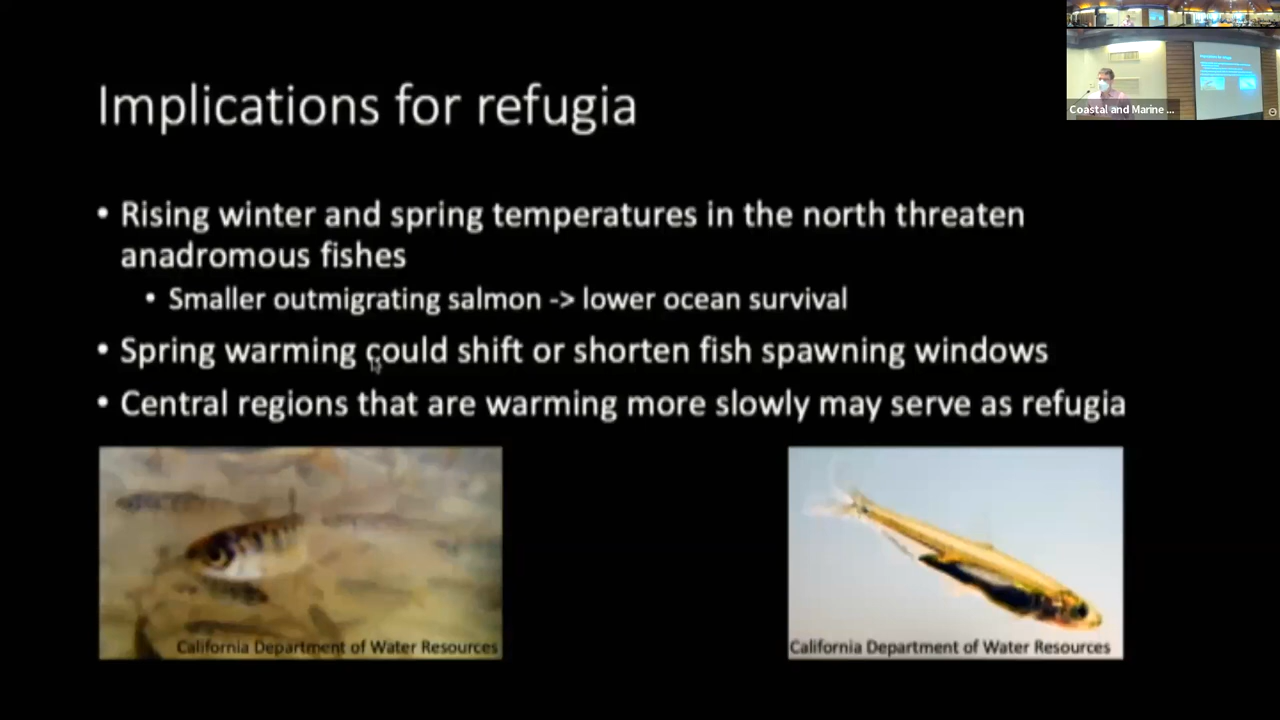 Implications for refugia
• Rising winter and spring temperatures in the north threaten
anadromous fishes
• Smaller outmigrating salmon -> lower ocean survival
• Spring warming could shift or shorten fish spawning windows
• Central regions that are warming more slowly may serve as refugia
California Department of Water Resources
California Department of Water Resources
Coastal and Marine ...